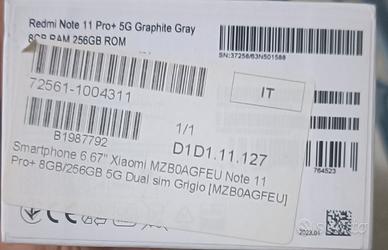 Redmi Note 11 Pro+ 5G Graphite Gray
8GB RAM 256GB ROM
SN:37256/63N501588
72561-1004311
IT
B1987792
1/1
D1D1.11.127
764523
Smartphone 6.67" Xiaomi MZB0AGFEU Note 11
Pro+ 8GB/256GB 5G Dual sim Grigio [MZB0AGFEU]
CE
subito